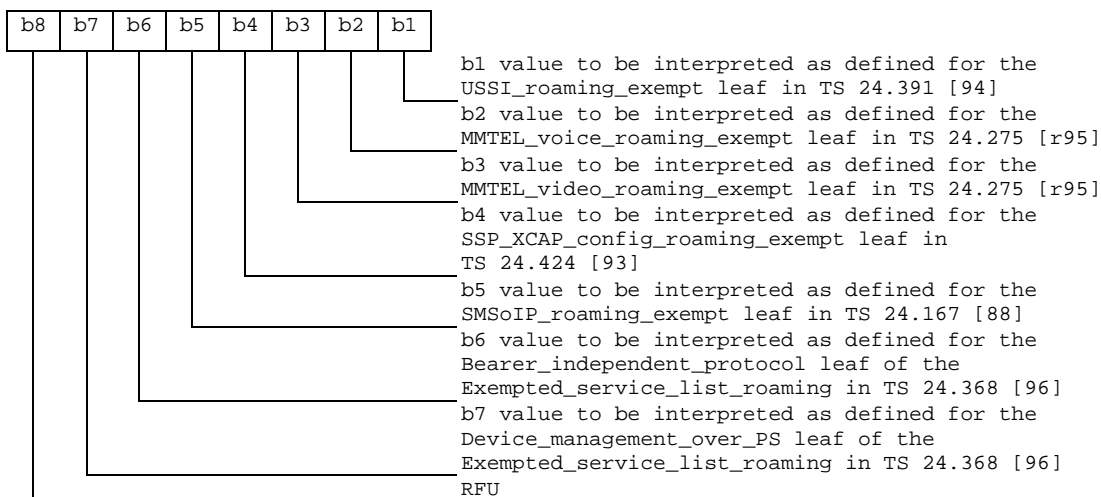 b8 b7 b6 b5 b4 b3 b2 b1
b1 value to be interpreted as defined for the
USSI_roaming_exempt leaf in TS 24.391 [94]
b2 value to be interpreted as defined for the
MMTEL_voice_roaming_exempt leaf in TS 24.275 [r95]
b3 value to be interpreted as defined for the
MMTEL_video_roaming_exempt leaf in TS 24.275 [r95]
b4 value to be interpreted as defined for the
SSP_XCAP_config_roaming_exempt leaf in
TS 24.424 [93]
b5 value to be interpreted as defined for the
SMSoIP_roaming_exempt leaf in TS 24.167 [88]
b6 value to be interpreted as defined for the
Bearer_independent_protocol leaf of the
Exempted_service_list_roaming in TS 24.368 [96]
b7 value to be interpreted as defined for the
Device_management_over_PS leaf of the
Exempted_service_list_roaming in TS 24.368 [96]
RFU